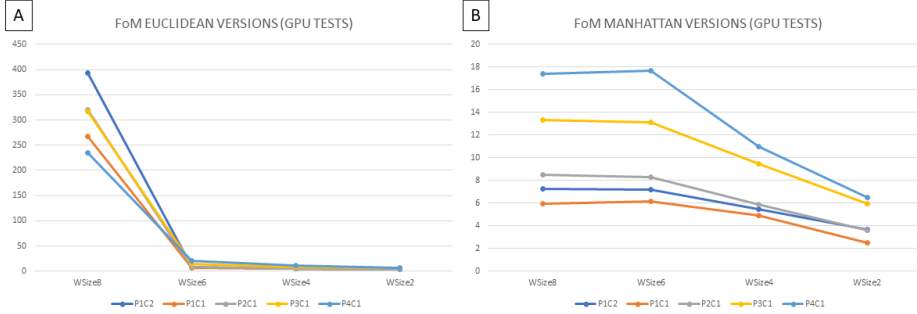 A
FoM EUCLIDEAN VERSIONS (GPU TESTS)
450
400
350
300
250
200
150
100
50
0
WSize8 WSize6 WSize4 WSize2
P1C2 P1C1 P2C1 P3C1 P4C1
B
FoM MANHATTAN VERSIONS (GPU TESTS)
20
18
16
14
12
10
8
6
4
2
0
WSize8 WSize6 WSize4 WSize2
P1C2 P1C1 P2C1 P3C1 P4C1